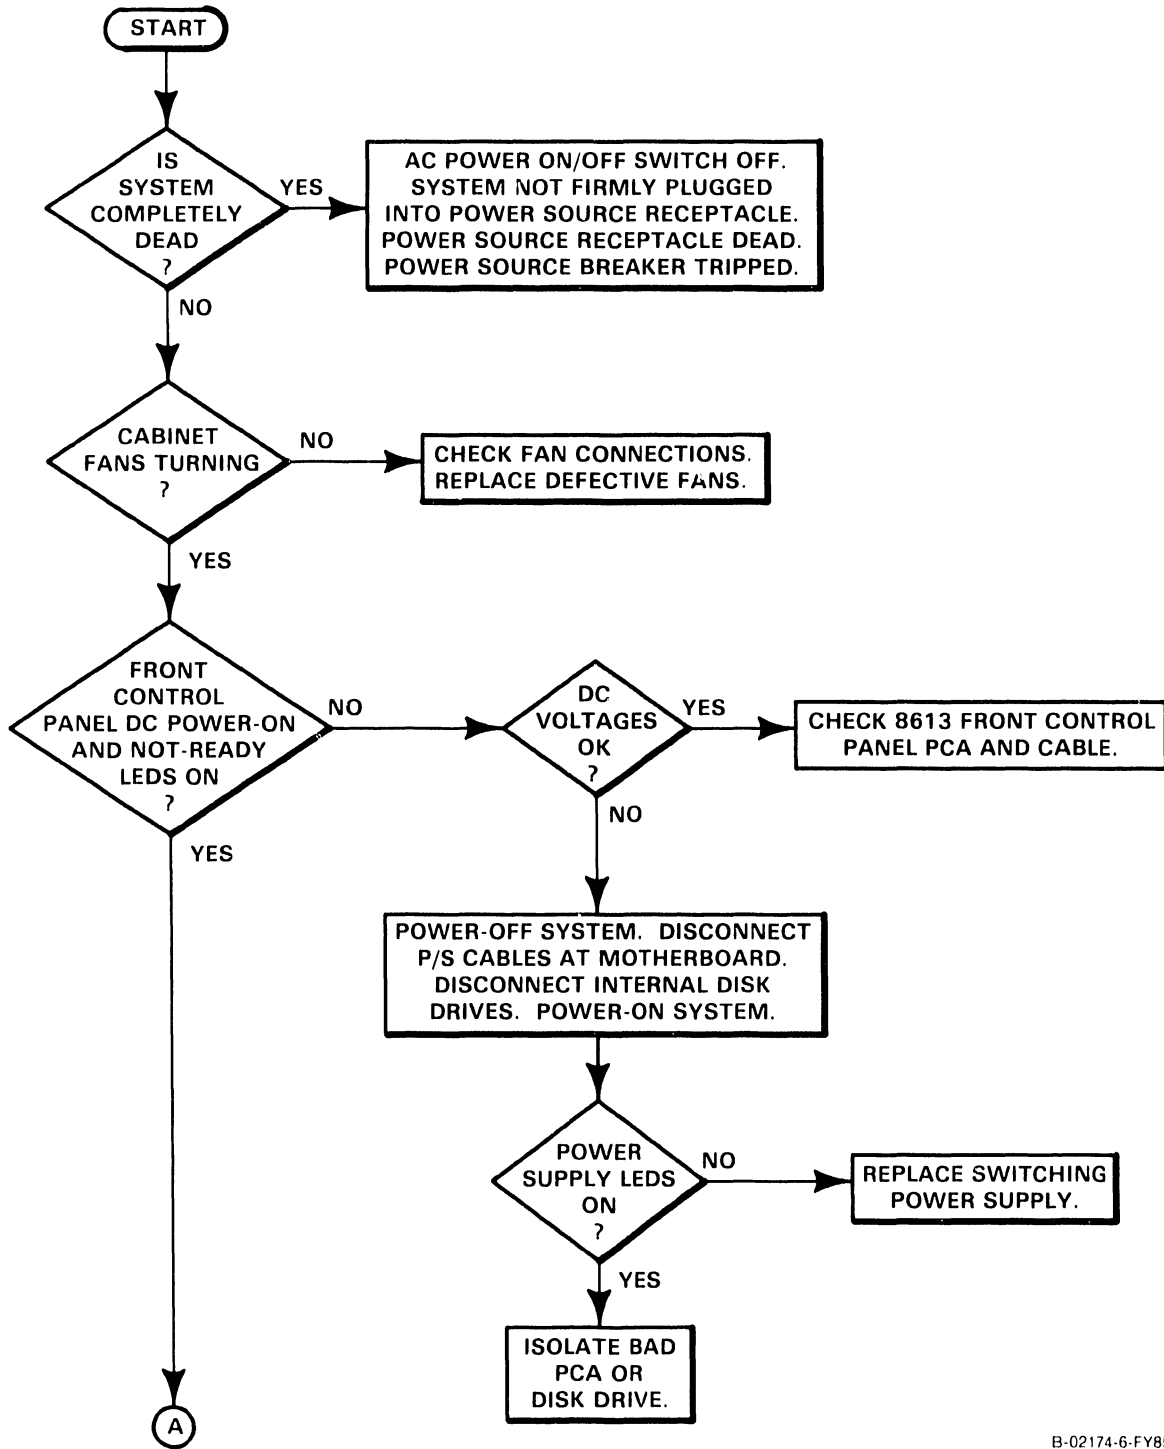 START
IS
SYSTEM
COMPLETELY
DEAD
?
YES
AC POWER ON/OFF SWITCH OFF.
SYSTEM NOT FIRMLY PLUGGED
INTO POWER SOURCE RECEPTACLE.
POWER SOURCE RECEPTACLE DEAD.
POWER SOURCE BREAKER TRIPPED.
NO
CABINET
FANS TURNING
?
NO
CHECK FAN CONNECTIONS.
REPLACE DEFECTIVE FANS.
YES
FRONT
CONTROL
PANEL DC POWER-ON
AND NOT-READY
LEDS ON
?
NO
DC
VOLTAGES
OK
?
YES
CHECK 8613 FRONT CONTROL
PANEL PCA AND CABLE.
NO
YES
POWER-OFF SYSTEM. DISCONNECT
P/S CABLES AT MOTHERBOARD.
DISCONNECT INTERNAL DISK
DRIVES. POWER-ON SYSTEM.
POWER
SUPPLY LEDS
ON
?
NO
REPLACE SWITCHING
POWER SUPPLY.
YES
ISOLATE BAD
PCA OR
DISK DRIVE.
A